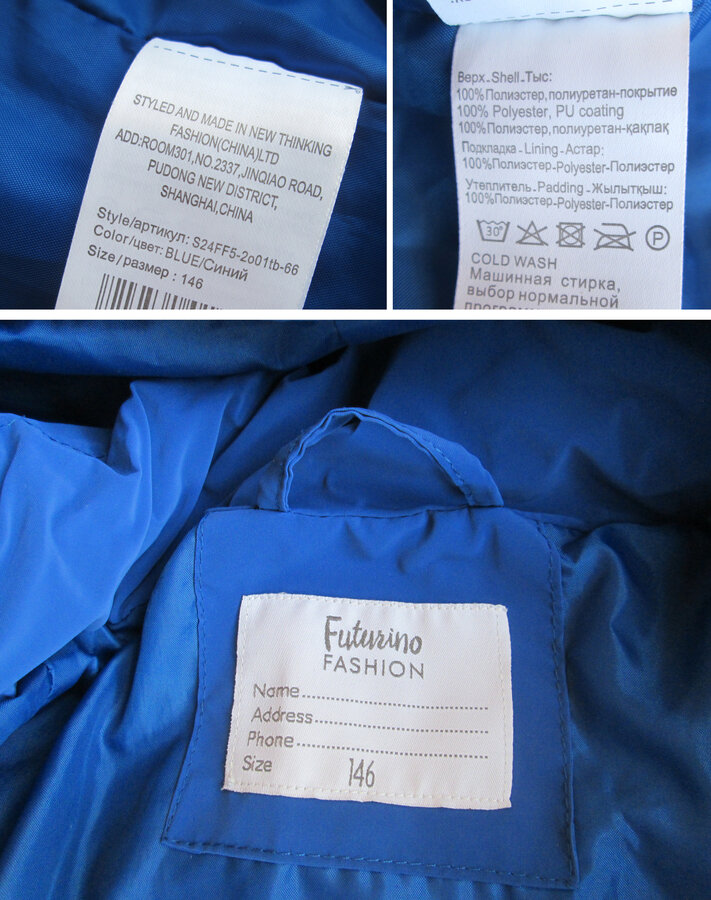 STYLED AND MADE IN NEW THINKING
FASHION(CHINA)LTD
ADD:ROOM301,NO.2337,JINQIAO ROAD,
PUDONG NEW DISTRICT,
SHANGHAI,CHINA
Style/артикул: S24FF5-2o01tb-66
Color/цвет: BLUE/Синий
Size/размер : 146
Верх-Shell-Тыс:
100%Полиэстер,полиуретан-покрытие
100% Polyester, PU coating
100%Полиэстер,полиуретан-қақпақ
Подкладка-Lining-Астар:
100%Полиэстер-Polyester-Полиэстер
Утеплитель-Padding-Жылытқыш:
100%Полиэстер-Polyester-Полиэстер
30° P
COLD WASH
Машинная стирка,
выбор нормальной
Futurino
FASHION
Name
Address
Phone
Size 146